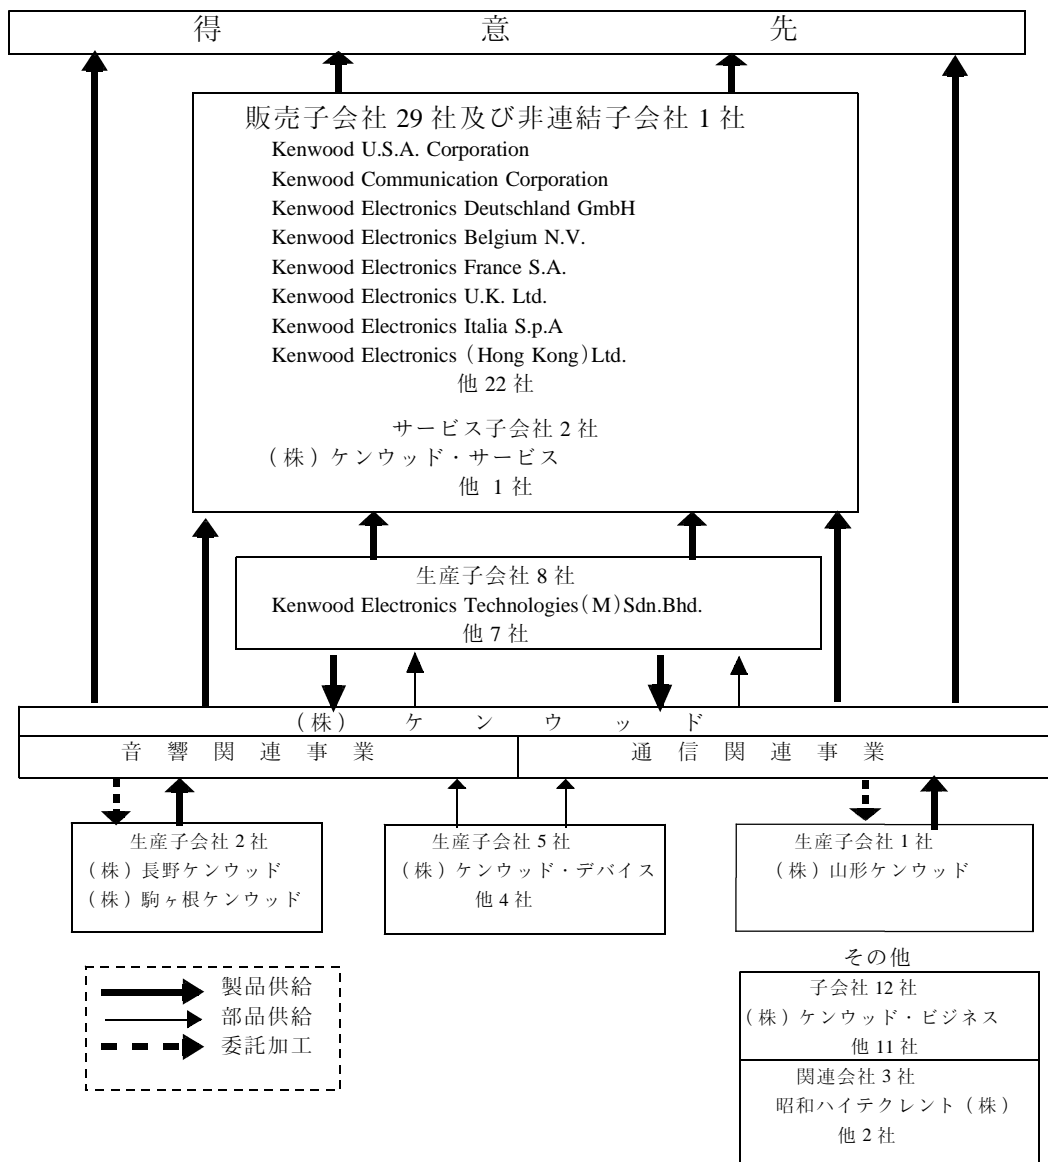 得意先
販売子会社 29 社及び非連結子会社 1 社
Kenwood U.S.A. Corporation
Kenwood Communication Corporation
Kenwood Electronics Deutschland GmbH
Kenwood Electronics Belgium N.V.
Kenwood Electronics France S.A.
Kenwood Electronics U.K. Ltd.
Kenwood Electronics Italia S.p.A
Kenwood Electronics（Hong Kong）Ltd.
他 22 社
サービス子会社 2 社
（株）ケンウッド・サービス
他 1 社
生産子会社 8 社
Kenwood Electronics Technologies（M）Sdn.Bhd.
他 7 社
（株）ケンウッド
音響関連事業
通信関連事業
生産子会社 2 社
（株）長野ケンウッド
（株）駒ヶ根ケンウッド
生産子会社 5 社
（株）ケンウッド・デバイス
他 4 社
生産子会社 1 社
（株）山形ケンウッド
製品供給
部品供給
委託加工
その他
子会社 12 社
（株）ケンウッド・ビジネス
他 11 社
関連会社 3 社
昭和ハイテクレント（株）
他 2 社